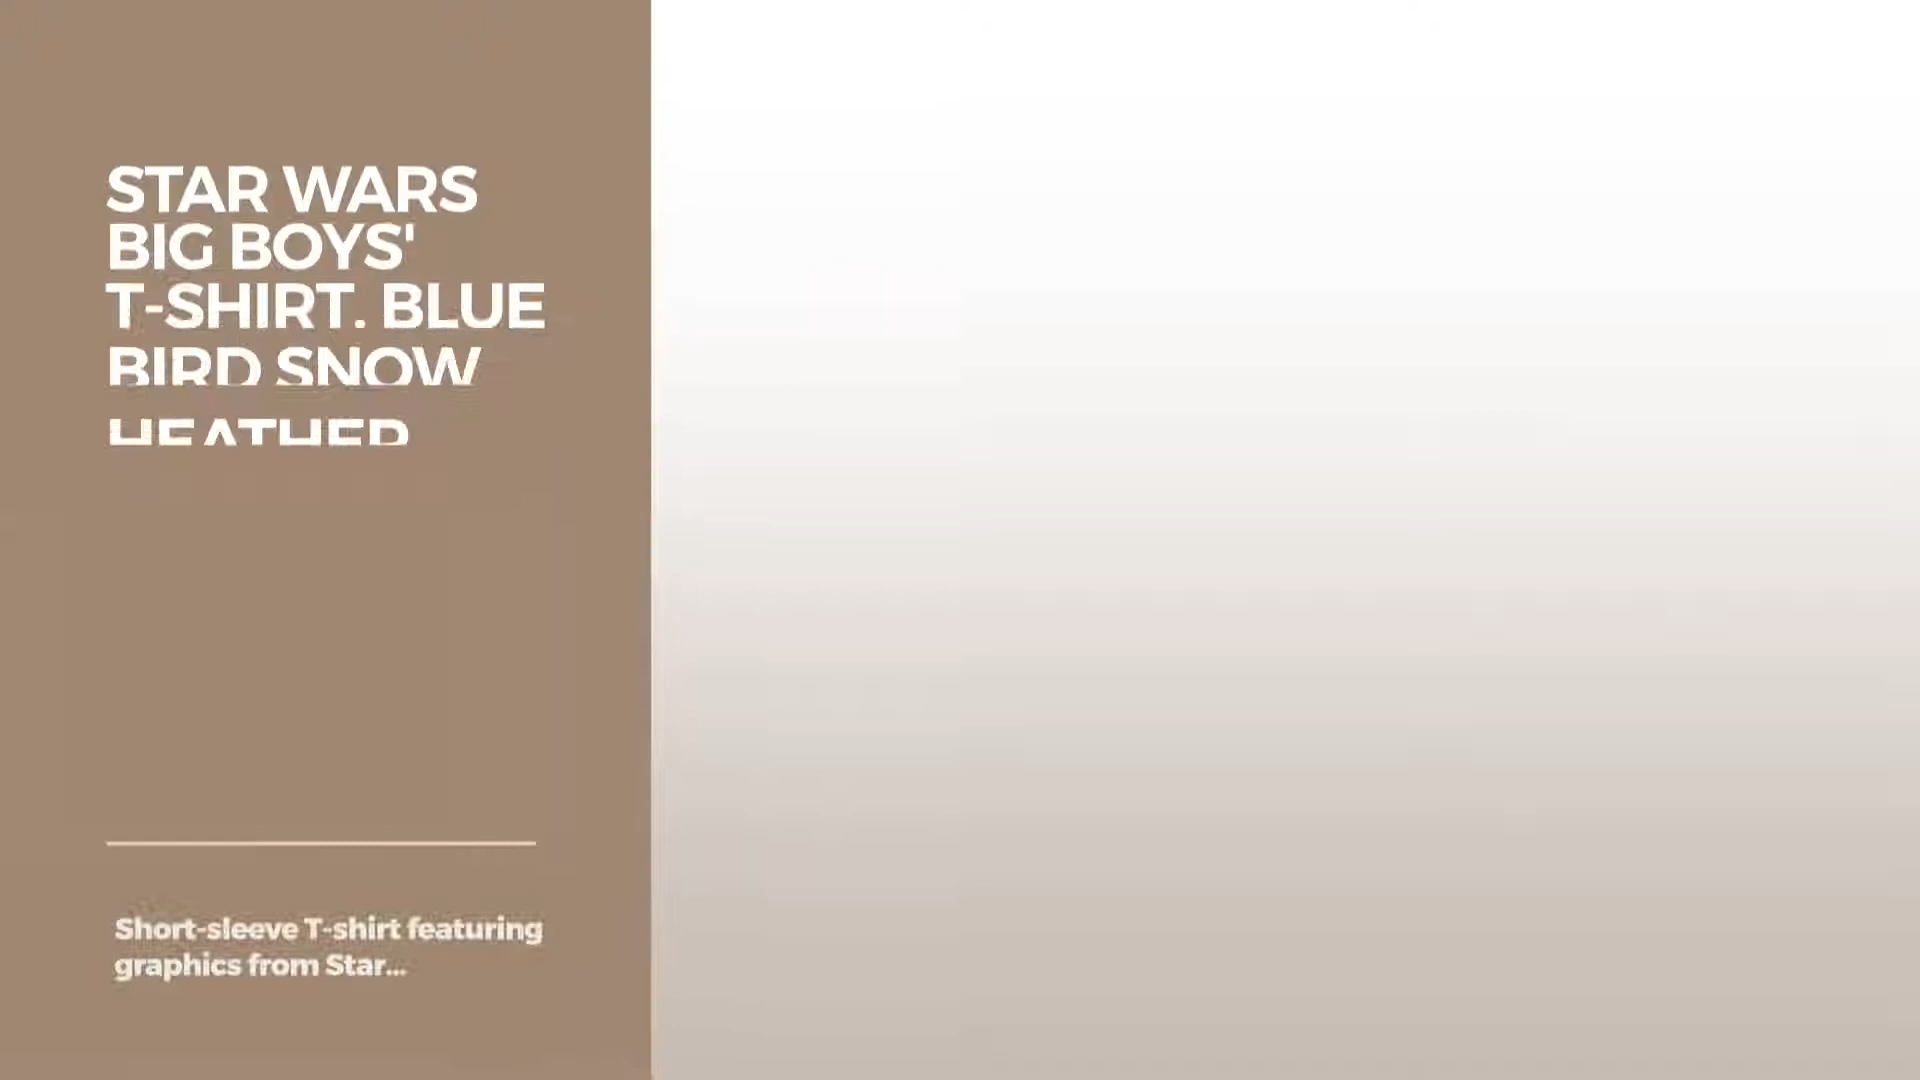 STAR WARS
BIG BOYS'
T-SHIRT. BLUE
BIRD SNOW
HEATHER
Short-sleeve T-shirt featuring
graphics from Star...